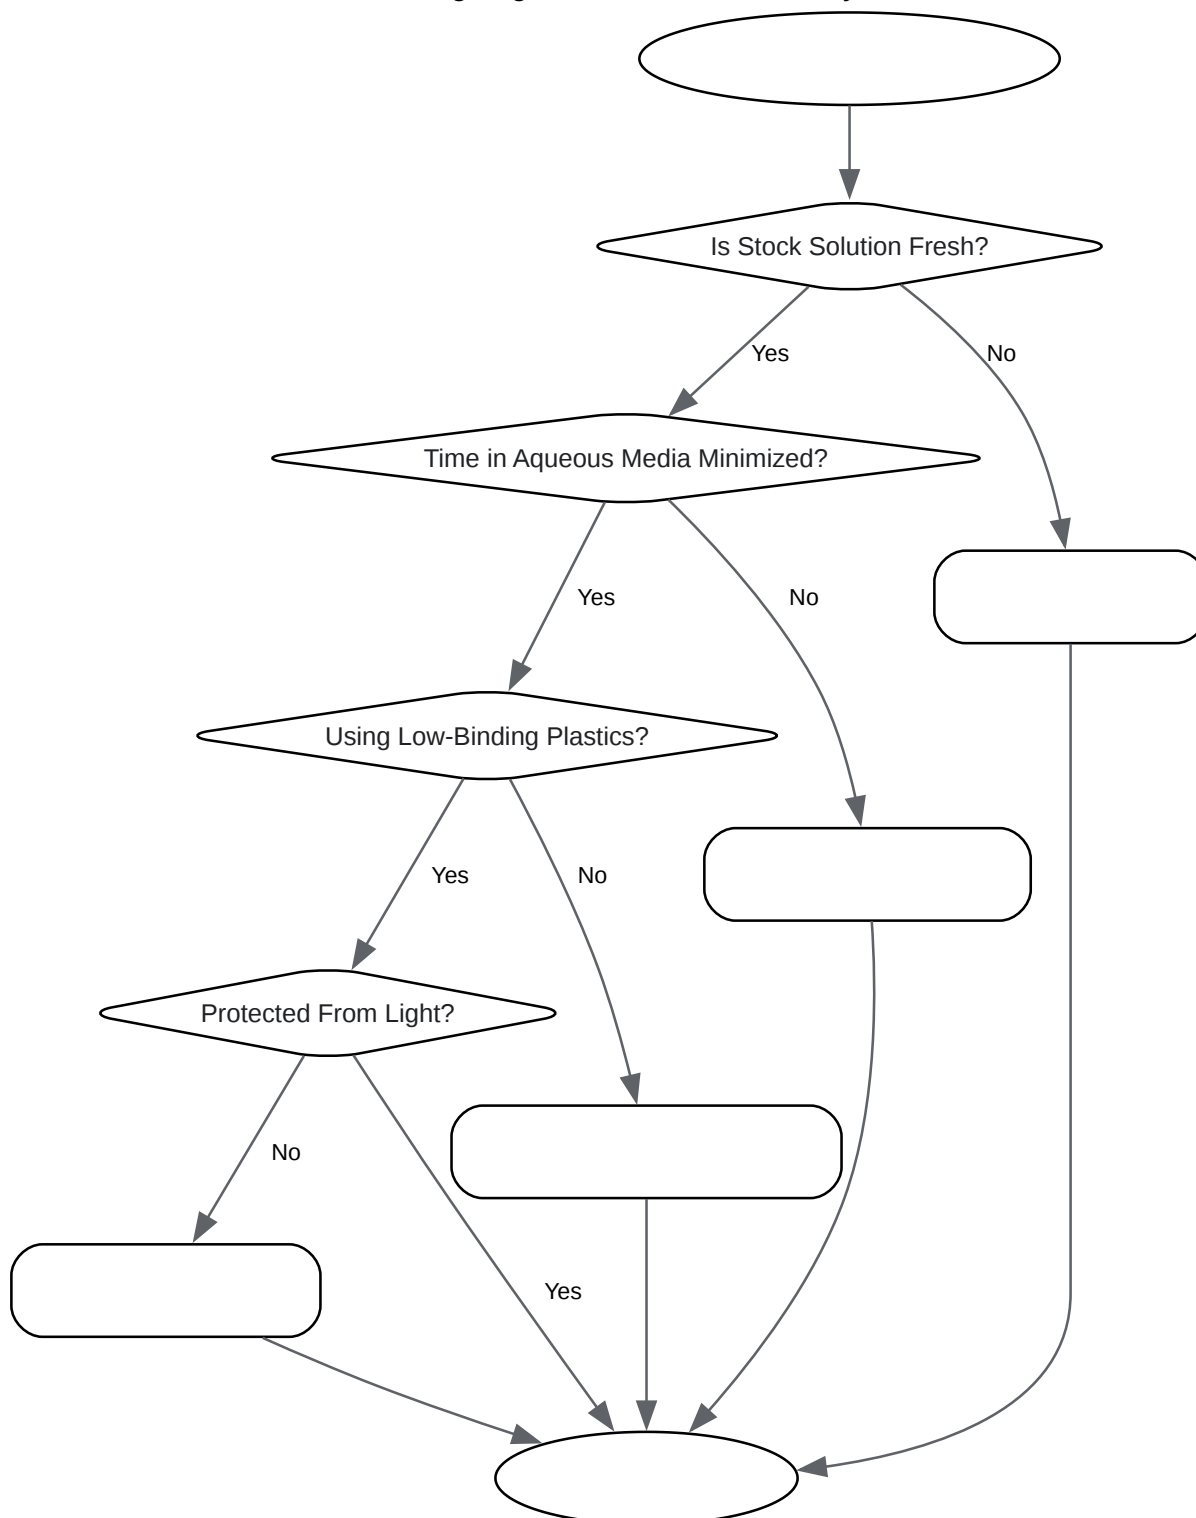 Is Stock Solution Fresh?
Yes
No
Time in Aqueous Media Minimized?
Yes
No
Using Low-Binding Plastics?
Yes
No
Protected From Light?
No
Yes